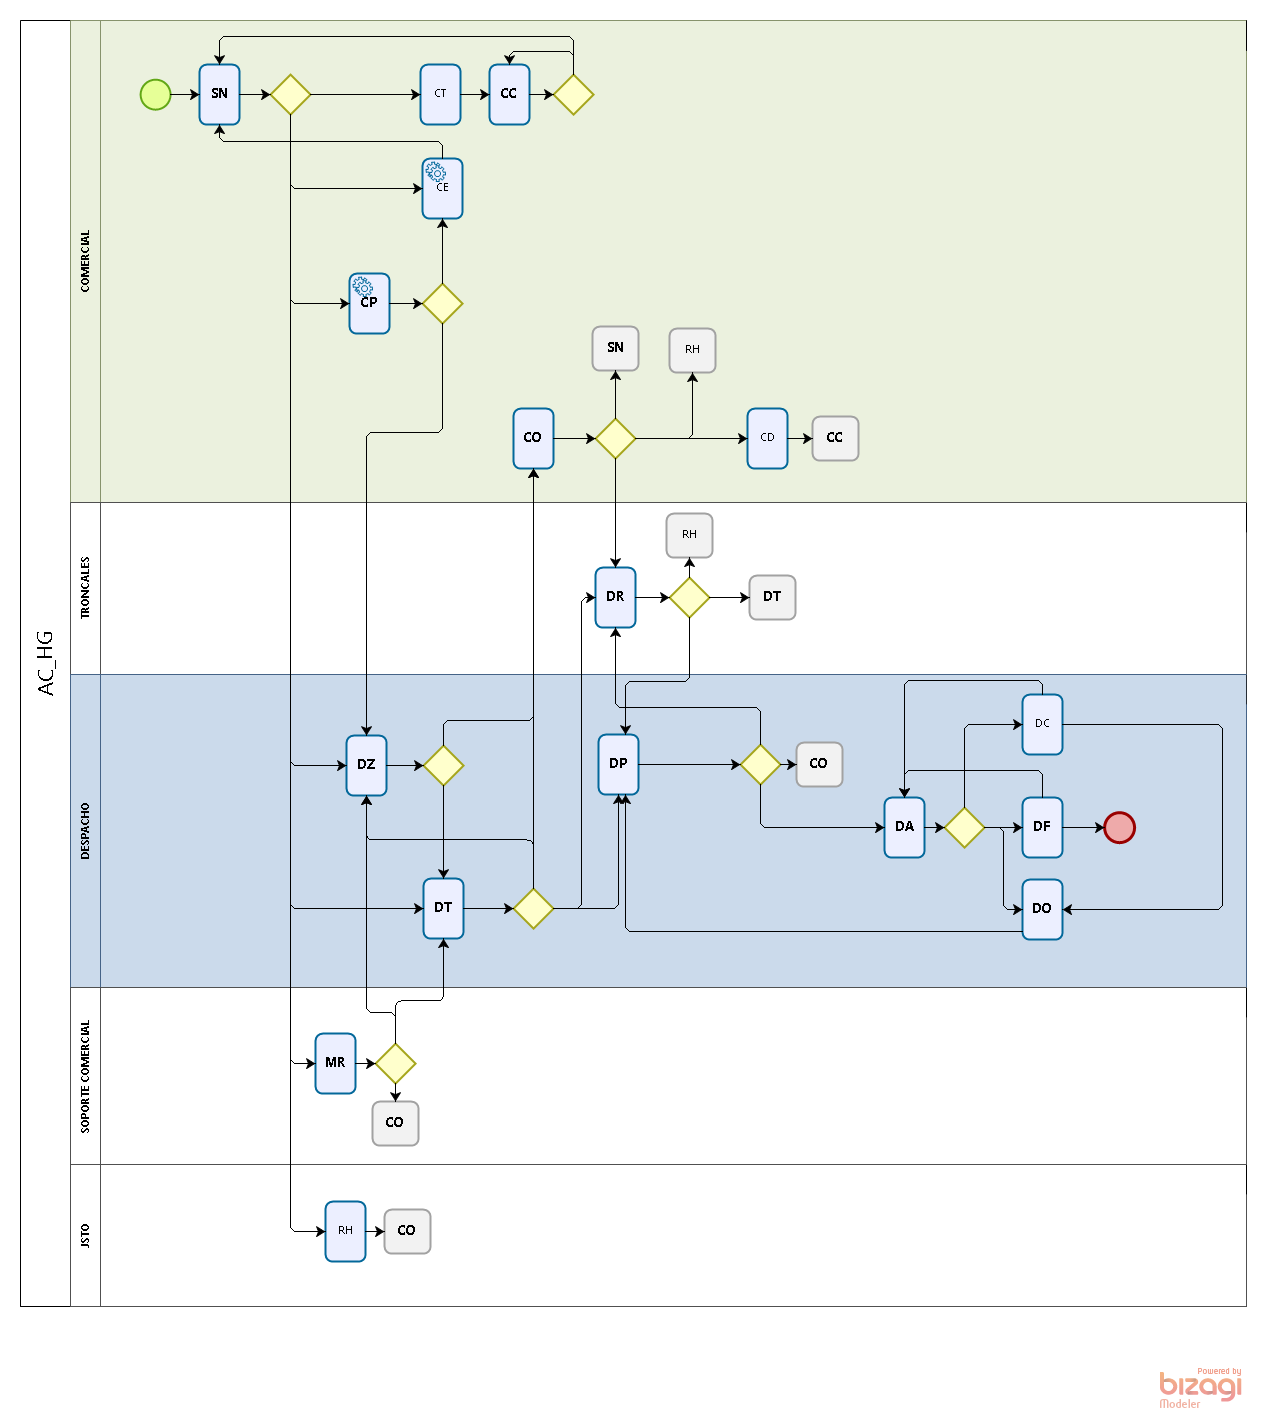 AC_HG
COMERCIAL
SN
CT
CC
CE
CP
SN
RH
CO
CD
CC
TRONCALES
RH
DR
DT
DESPACHO
DC
DZ
DP
CO
DA
DF
DT
DO
SOPORTE COMERCIAL
MR
CO
JSTO
RH
CO
Powered by
bizagi
Modeler